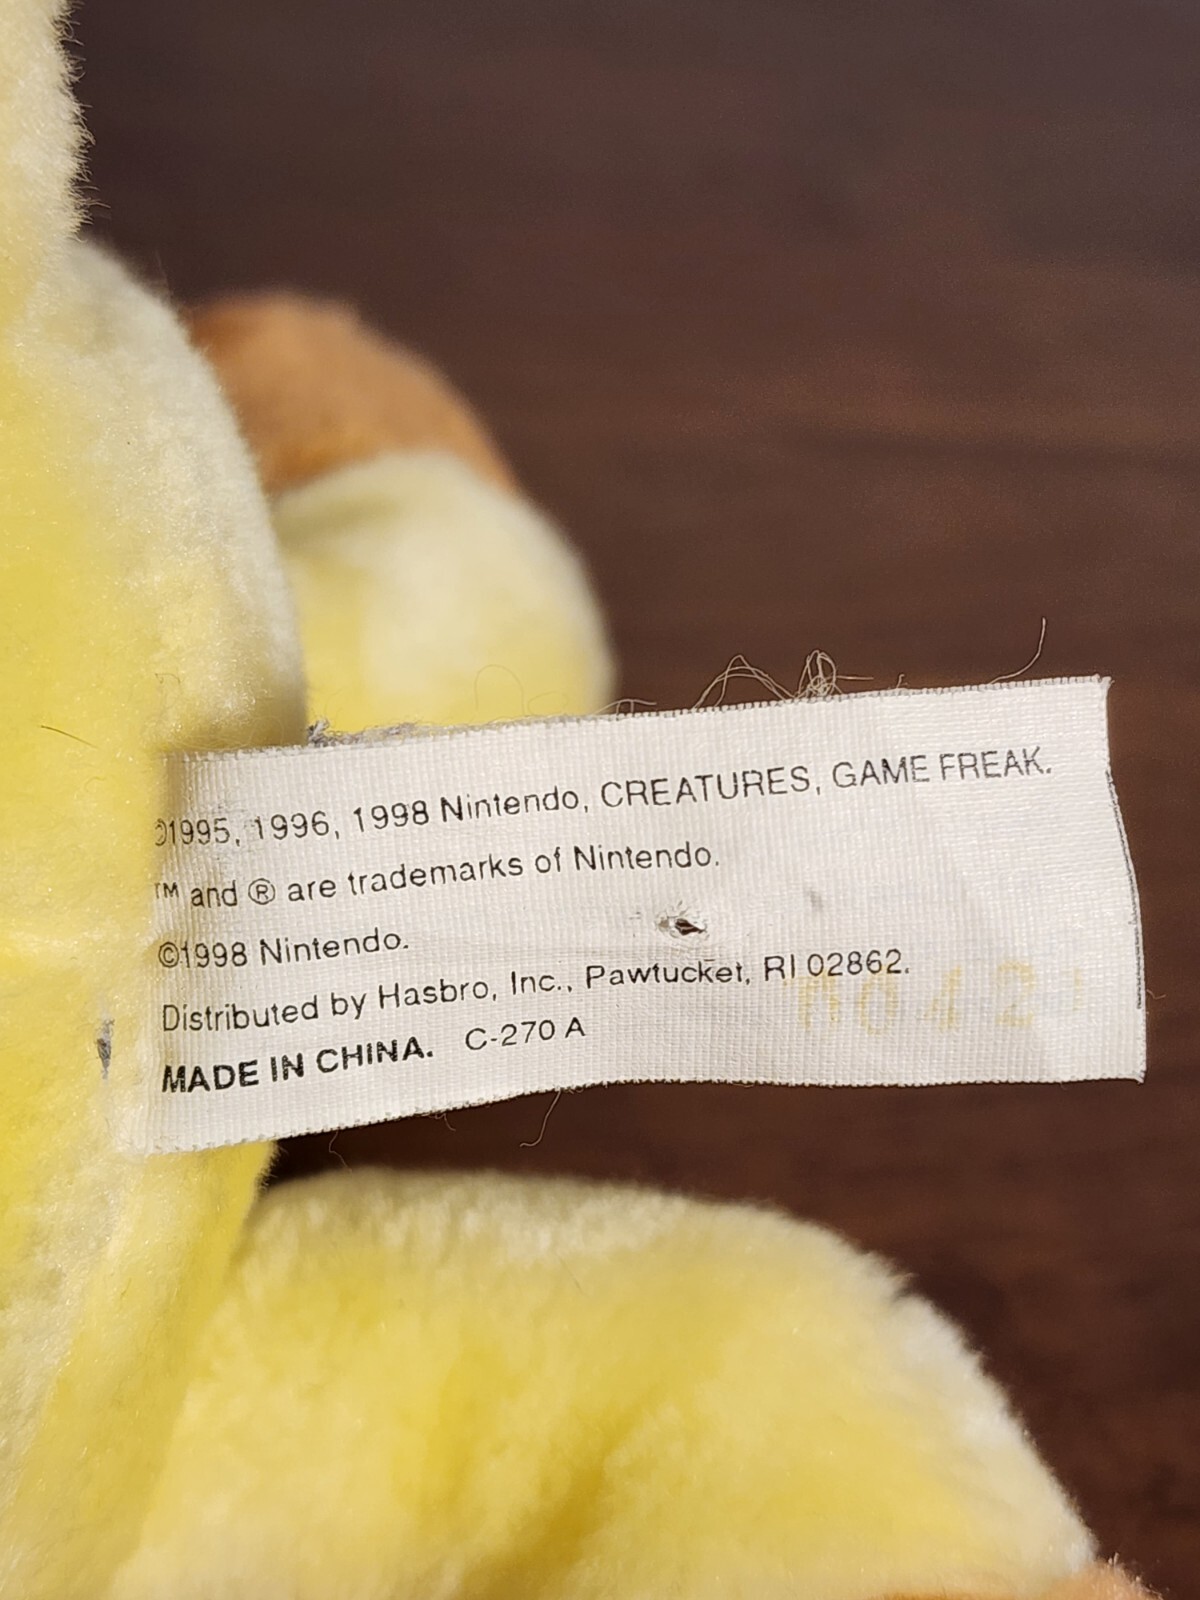 ©1995, 1996, 1998 Nintendo, CREATURES, GAME FREAK.
™ and ® are trademarks of Nintendo.
©1998 Nintendo.
Distributed by Hasbro, Inc., Pawtucket, RI 02862.
MADE IN CHINA. C-270 A